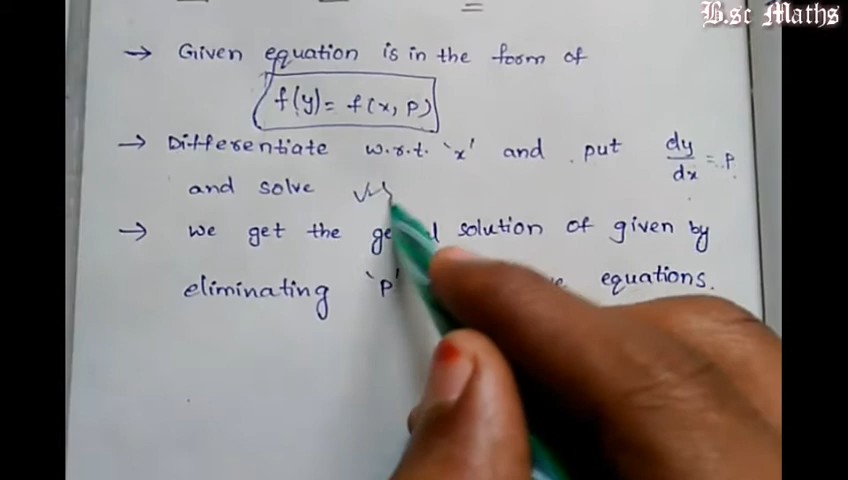 B.sc Maths
→ Given equation is in the form of
f(y) = f(x, p)
→ Differentiate w.r.t. 'x' and put dy/dx = p
and solve
→ we get the solution of given by
eliminating 'p' equations.